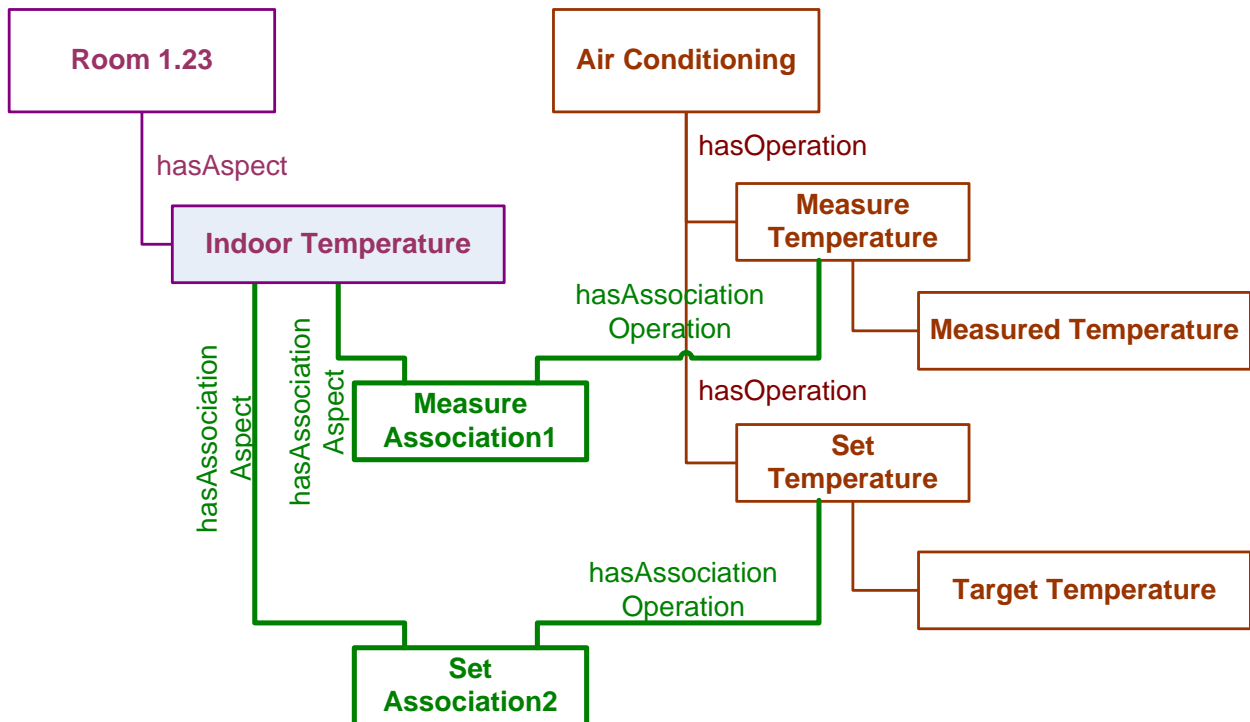 Room 1.23
Air Conditioning
hasAspect
hasOperation
Indoor Temperature
Measure
Temperature
hasAssociation
Operation
Measured Temperature
hasAssociation
Aspect
hasAssociation
Aspect
Measure
Association1
hasOperation
Set
Temperature
hasAssociation
Operation
Target Temperature
Set
Association2